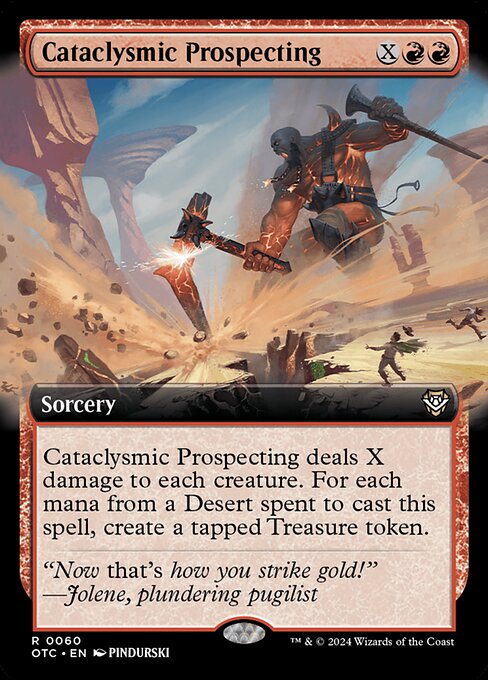 Cataclysmic Prospecting X
Sorcery
Cataclysmic Prospecting deals X
damage to each creature. For each
mana from a Desert spent to cast this
spell, create a tapped Treasure token.
“Now that’s how you strike gold!”
—Jolene, plundering pugilist
R 0060
OTC • EN PINDURSKI
™ & © 2024 Wizards of the Coast